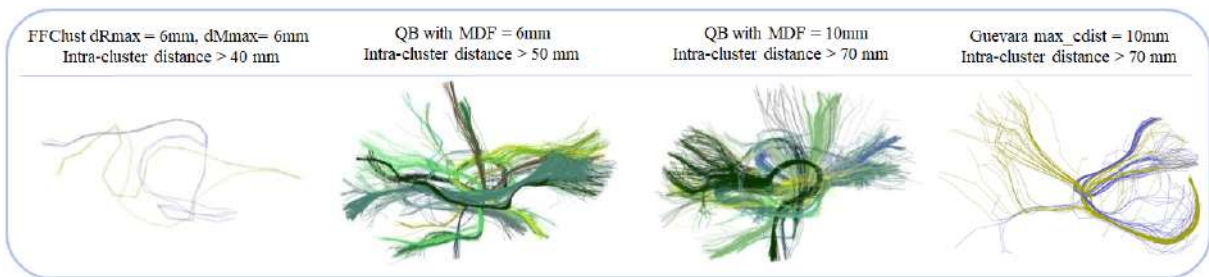 FFClust dRmax = 6mm, dMmax= 6mm
Intra-cluster distance > 40 mm
QB with MDF = 6mm
Intra-cluster distance > 50 mm
QB with MDF = 10mm
Intra-cluster distance > 70 mm
Guevara max_cdist = 10mm
Intra-cluster distance > 70 mm